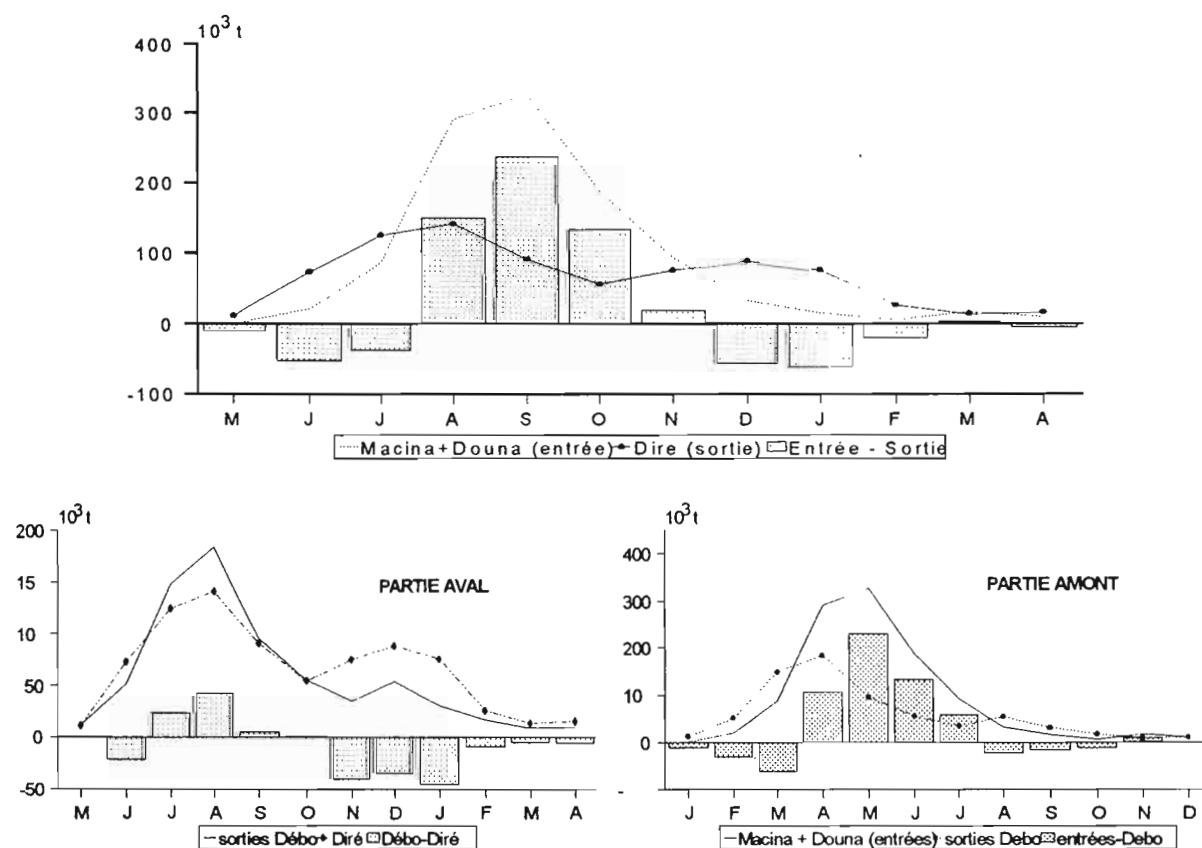 10³ t
400
300
200
100
0
-100
M J J A S O N D J F M A
Macina+Douna (entrée) Dire (sortie) Entrée - Sortie
10³ t
200
15
10
50
0
-50
PARTIE AVAL
M J J A S O N D J F M A
sorties Débo Diré Débo-Diré
10³ t
400
300
200
10
0
-
PARTIE AMONT
J F M A M J J A S O N D
Macina + Douna (entrées) sorties Debo entrées-Debo